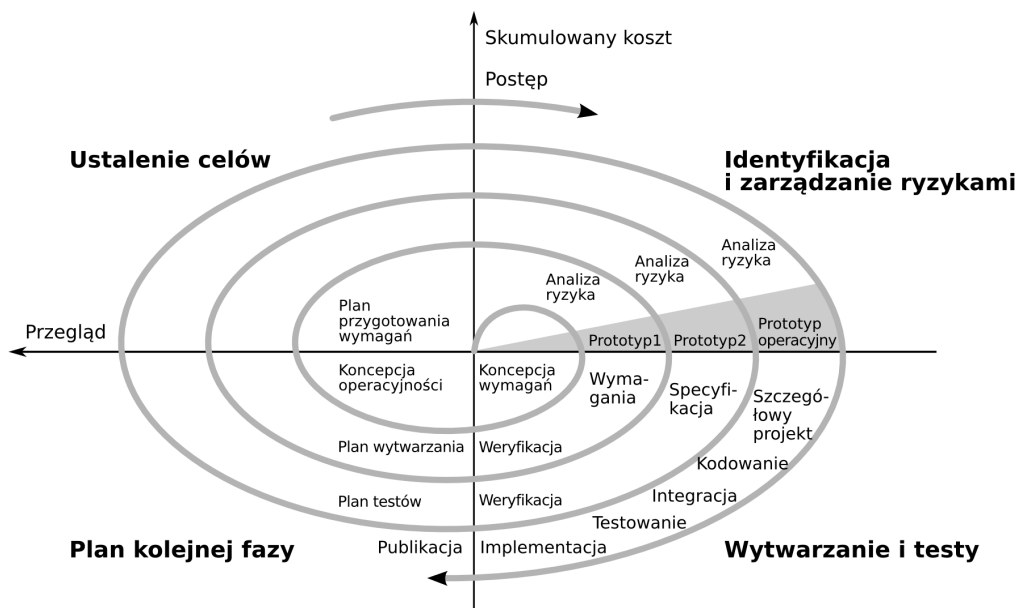 Skumulowany koszt
Postęp
Ustalenie celów
Identyfikacja
i zarządzanie ryzykami
Analiza
ryzyka
Analiza
ryzyka
Analiza
ryzyka
Plan
przygotowania
wymagań
Przegląd
Prototyp1
Prototyp2
Prototyp
operacyjny
Koncepcja
operacyjności
Koncepcja
wymagań
Wyma-
gania
Specyfi-
kacja
Szczegó-
łowy
projekt
Plan wytwarzania
Weryfikacja
Kodowanie
Plan testów
Weryfikacja
Integracja
Testowanie
Plan kolejnej fazy
Publikacja
Implementacja
Wytwarzanie i testy